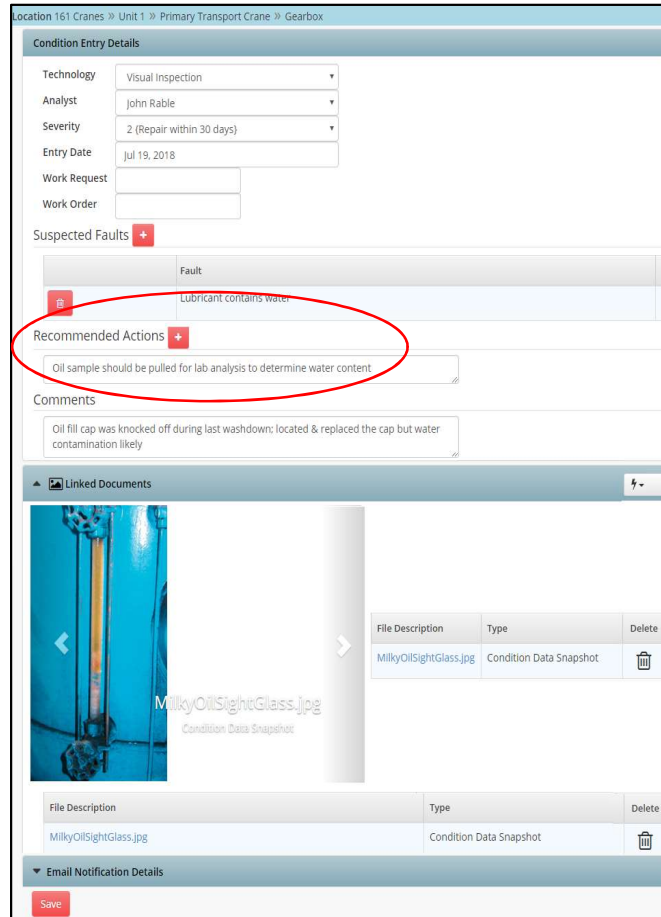 Location 161 Cranes » Unit 1 » Primary Transport Crane » Gearbox
Condition Entry Details
Technology Visual Inspection
Analyst John Rable
Severity 2 (Repair within 30 days)
Entry Date Jul 19, 2018
Work Request
Work Order
Suspected Faults +
Fault
Lubricant contains water
Recommended Actions +
Oil sample should be pulled for lab analysis to determine water content
Comments
Oil fill cap was knocked off during last washdown; located & replaced the cap but water
contamination likely
Linked Documents
File Description Type Delete
MilkyOilSightGlass.jpg Condition Data Snapshot
MilkyOilSightGlass.jpg
Condition Data Snapshot
File Description Type Delete
MilkyOilSightGlass.jpg Condition Data Snapshot
Email Notification Details
Save